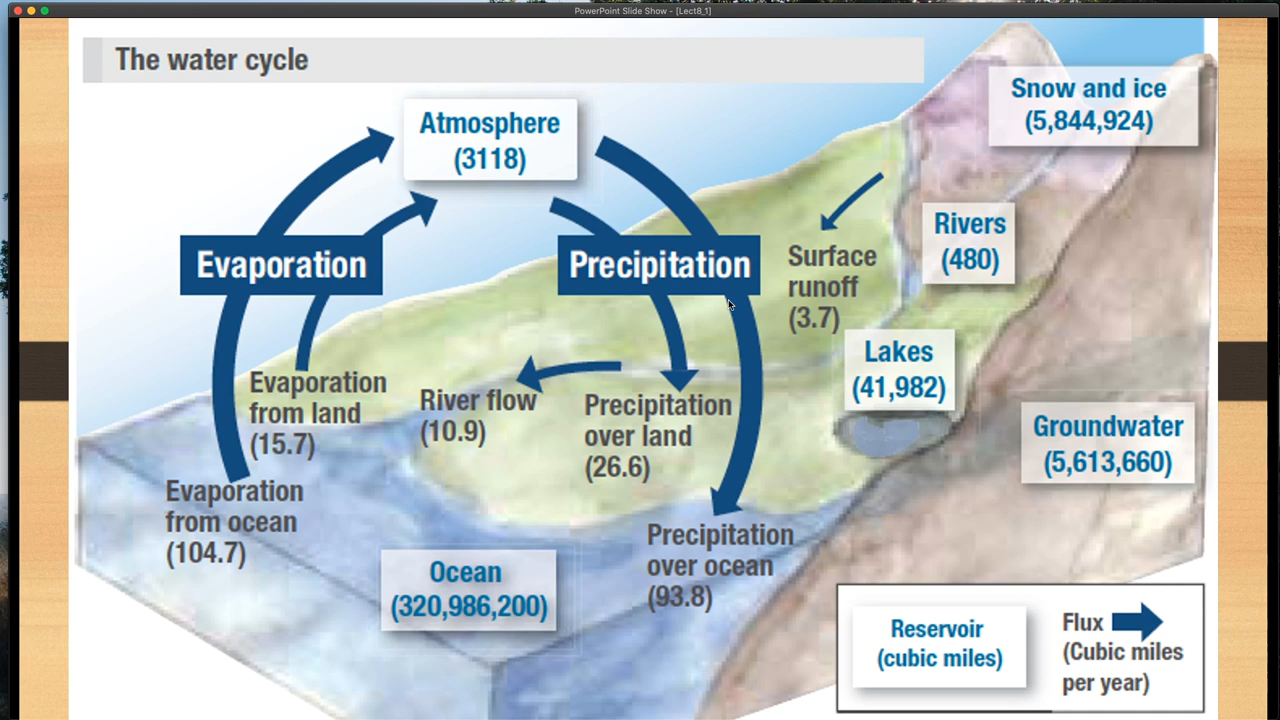 PowerPoint Slide Show - [Lect8_1]
The water cycle
Atmosphere
(3118)
Snow and ice
(5,844,924)
Evaporation
Precipitation
Rivers
(480)
Surface
runoff
(3.7)
Lakes
(41,982)
Evaporation
from land
(15.7)
River flow
(10.9)
Precipitation
over land
(26.6)
Groundwater
(5,613,660)
Evaporation
from ocean
(104.7)
Precipitation
over ocean
(93.8)
Ocean
(320,986,200)
Reservoir
(cubic miles)
Flux
(Cubic miles
per year)